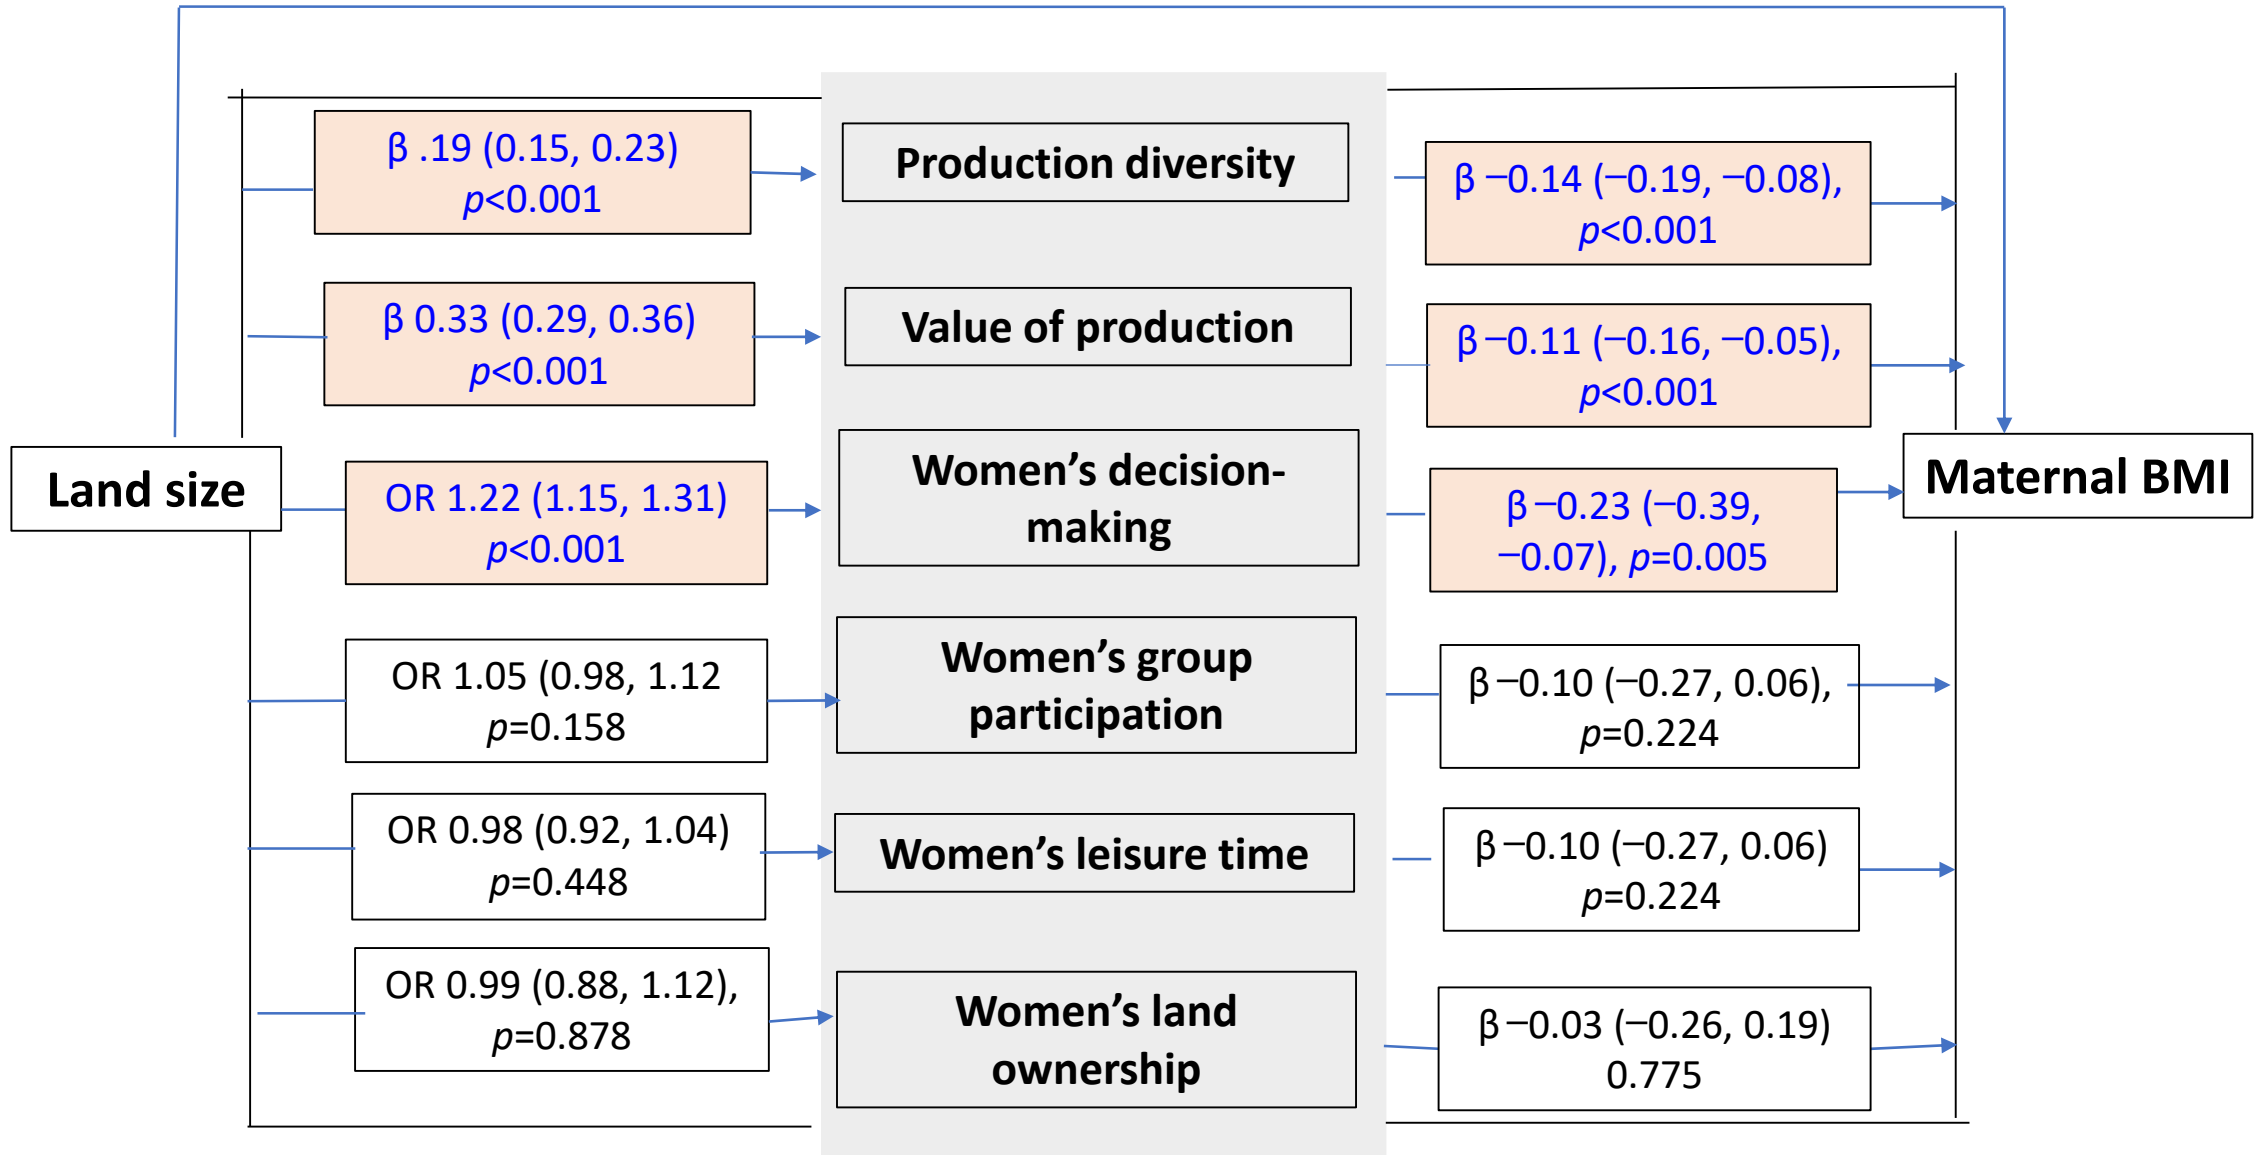 β .19 (0.15, 0.23)
p<0.001
Production diversity
β –0.14 (–0.19, –0.08),
p<0.001
β 0.33 (0.29, 0.36)
p<0.001
Value of production
β –0.11 (–0.16, –0.05),
p<0.001
Land size
OR 1.22 (1.15, 1.31)
p<0.001
Women’s decision-
making
β –0.23 (–0.39,
–0.07), p=0.005
Maternal BMI
OR 1.05 (0.98, 1.12
p=0.158
Women’s group
participation
β –0.10 (–0.27, 0.06),
p=0.224
OR 0.98 (0.92, 1.04)
p=0.448
Women’s leisure time
β –0.10 (–0.27, 0.06)
p=0.224
OR 0.99 (0.88, 1.12),
p=0.878
Women’s land
ownership
β –0.03 (–0.26, 0.19)
0.775